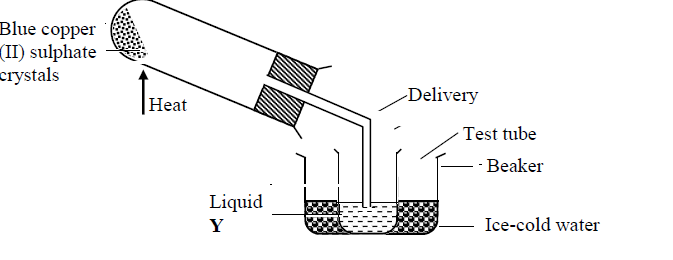 Blue copper
(II) sulphate
crystals
Heat
Delivery
Test tube
Beaker
Liquid
Y
Ice-cold water